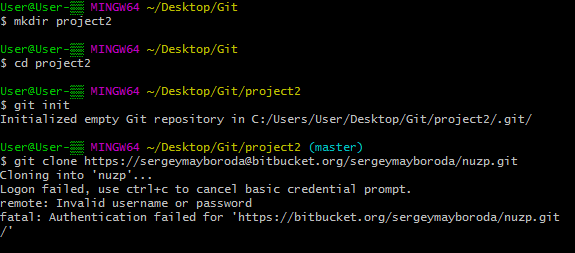 User@User-▒▒ MINGW64 ~/Desktop/Git
$ mkdir project2
User@User-▒▒ MINGW64 ~/Desktop/Git
$ cd project2
User@User-▒▒ MINGW64 ~/Desktop/Git/project2
$ git init
Initialized empty Git repository in C:/Users/User/Desktop/Git/project2/.git/
User@User-▒▒ MINGW64 ~/Desktop/Git/project2 (master)
$ git clone https://sergeymayboroda@bitbucket.org/sergeymayboroda/nuzp.git
Cloning into 'nuzp'...
Logon failed, use ctrl+c to cancel basic credential prompt.
remote: Invalid username or password
fatal: Authentication failed for 'https://bitbucket.org/sergeymayboroda/nuzp.git
/'